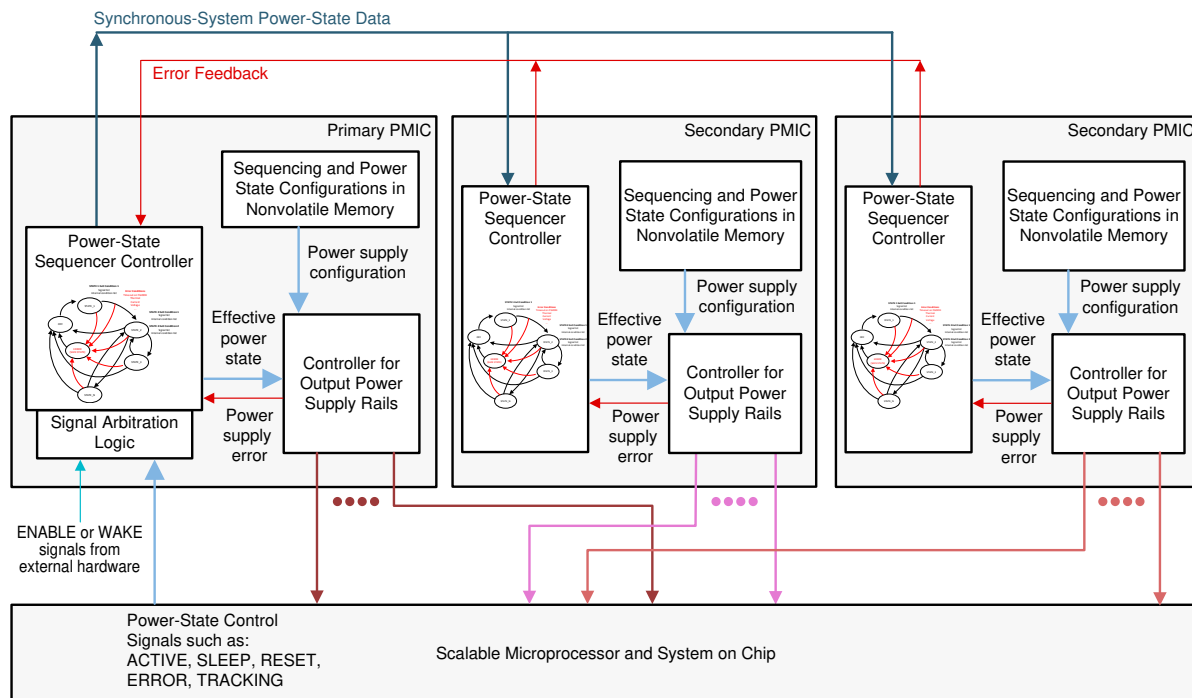 Synchronous-System Power-State Data
Error Feedback
Primary PMIC
Sequencing and Power
State Configurations in
Nonvolatile Memory
Power-State
Sequencer Controller
Power supply
configuration
Effective
power
state
Controller for
Output Power
Supply Rails
Power
supply
error
Signal Arbitration
Logic
ENABLE or WAKE
signals from
external hardware
Secondary PMIC
Power-State
Sequencer
Controller
Sequencing and Power
State Configurations in
Nonvolatile Memory
Power supply
configuration
Effective
power
state
Controller for
Output Power
Supply Rails
Power
supply
error
Secondary PMIC
Power-State
Sequencer
Controller
Sequencing and Power
State Configurations in
Nonvolatile Memory
Power supply
configuration
Effective
power
state
Controller for
Output Power
Supply Rails
Power
supply
error
Power-State Control
Signals such as:
ACTIVE, SLEEP, RESET,
ERROR, TRACKING
Scalable Microprocessor and System on Chip